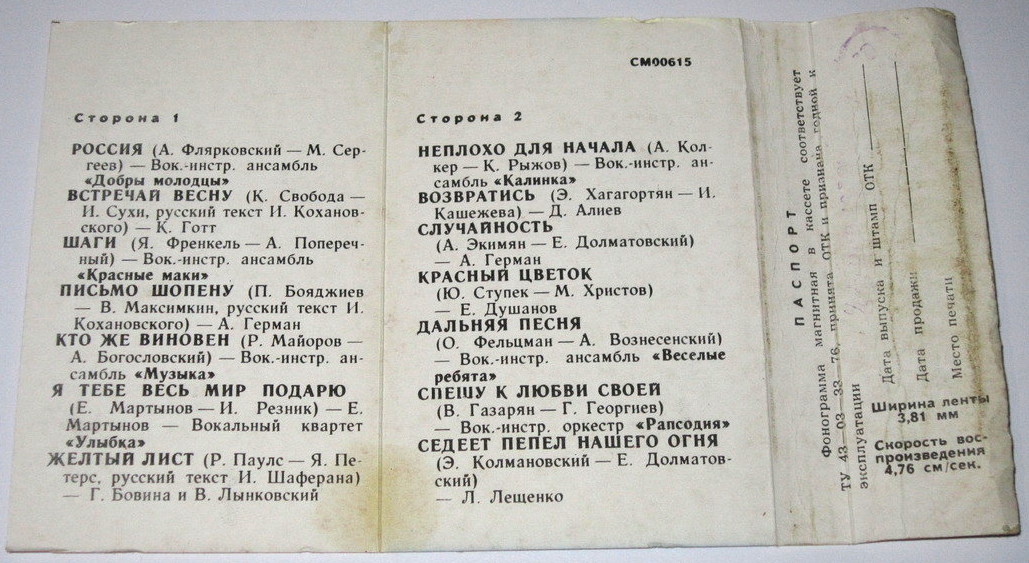 Сторона 1
РОССИЯ (А. Флярковский — М. Сер-
геев) — Вок.-инстр. ансамбль
«Добры молодцы»
ВСТРЕЧАЙ ВЕСНУ (К. Свобода —
И. Сухи, русский текст И. Кохановс-
кого) — К. Готт
ШАГИ (Я. Френкель — А. Попереч-
ный) — Вок.-инстр. ансамбль
«Красные маки»
ПИСЬМО ШОПЕНУ (П. Бояджиев
— В. Максимкин, русский текст И.
Кохановского) — А. Герман
КТО ЖЕ ВИНОВЕН (Р. Майоров —
А. Богословский) — Вок.-инстр. ан-
самбль «Музыка»
Я ТЕБЕ ВЕСЬ МИР ПОДАРЮ
(Е. Мартынов — И. Резник) — Е.
Мартынов — Вокальный квартет
«Улыбка»
ЖЕЛТЫЙ ЛИСТ (Р. Паулс — Я. Пе-
терс, русский текст И. Шаферана)
— Г. Бовина и В. Лынковский
СМ00615
Сторона 2
НЕПЛОХО ДЛЯ НАЧАЛА (А. Кол-
кер — К. Рыжов) — Вок.-инстр. ан-
самбль «Калинка»
ВОЗВРАТИСЬ (Э. Хагагортян — И.
Кашежева) — Д. Алиев
СЛУЧАЙНОСТЬ
(А. Экимян — Е. Долматовский)
— А. Герман
КРАСНЫЙ ЦВЕТОК
(Ю. Ступек — М. Христов)
— Е. Душанов
ДАЛЬНЯЯ ПЕСНЯ
(О. Фельцман — А. Вознесенский)
— Вок.-инстр. ансамбль «Веселые
ребята»
СПЕШУ К ЛЮБВИ СВОЕЙ
(В. Газарян — Г. Георгиев)
— Вок.-инстр. оркестр «Рапсодия»
СЕДЕЕТ ПЕПЕЛ НАШЕГО ОГНЯ
(Э. Колмановский — Е. Долматов-
ский)
— Л. Лещенко
ПАСПОРТ
Фонограмма магнитная в кассете соответствует
ТУ 43—03—33—76, принята ОТК и признана годной к
эксплуатации
Дата выпуска и штамп ОТК
Дата продажи
Место печати
Ширина ленты
3,81 мм
Скорость вос-
произведения
4,76 см/сек.